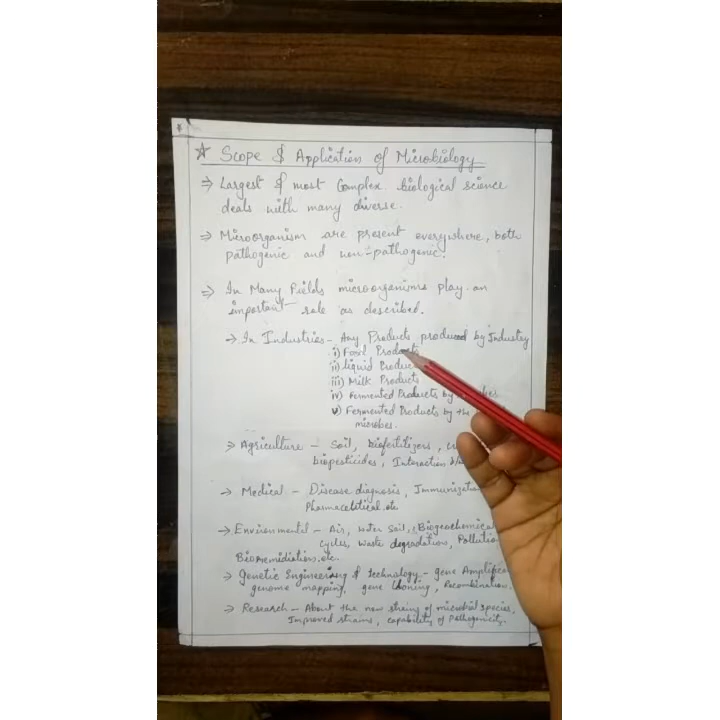 ★ Scope & Application of Microbiology
⇒ Largest & most Complex biological science
deals with many diverse.
⇒ Microorganism are present everywhere, both
pathogenic and non-pathogenic.
⇒ In Many Fields microorganisms play an
important role as described.
→ In Industries - Any Products produced by Industry
i) Food Products
ii) liquid Produc
iii) Milk Products
iv) Fermented Products by
v) Fermented Products by the
microbes.
→ Agriculture - Soil, Biofertilizers,
biopesticides, Interaction
→ Medical - Disease diagnosis, Immunizatio
Pharmaceutical etc
→ Environmental - Air, water Soil, Biogeochemica
Cycles, Waste degradation, Pollution
Bioremidiations. etc.
→ Genetic Engineering & technology - gene Amplific
genome mapping, gene Cloning, Recombination.
→ Research - About the new strains of microbial species,
Improved strains, capability of Pathogenicity.